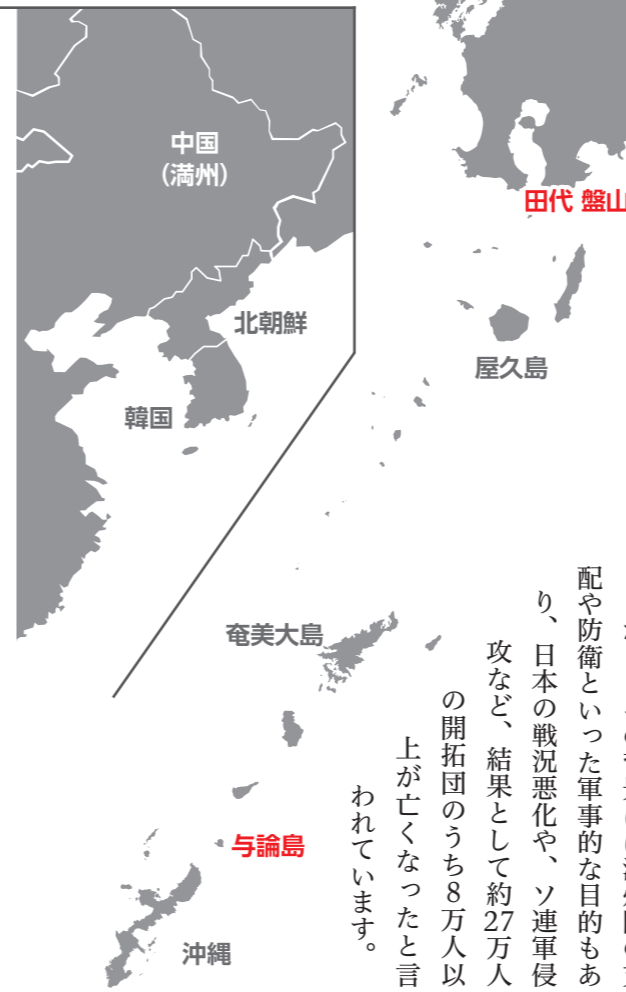 中国
(満州)
北朝鮮
韓国
田代 盤山
屋久島
奄美大島
与論島
沖縄
配や防衛といった軍事的な目的もあ
り、日本の戦況悪化や、ソ連軍侵
攻など、結果として約27万人
の開拓団のうち8万人以
上が亡くなったと言
われています。